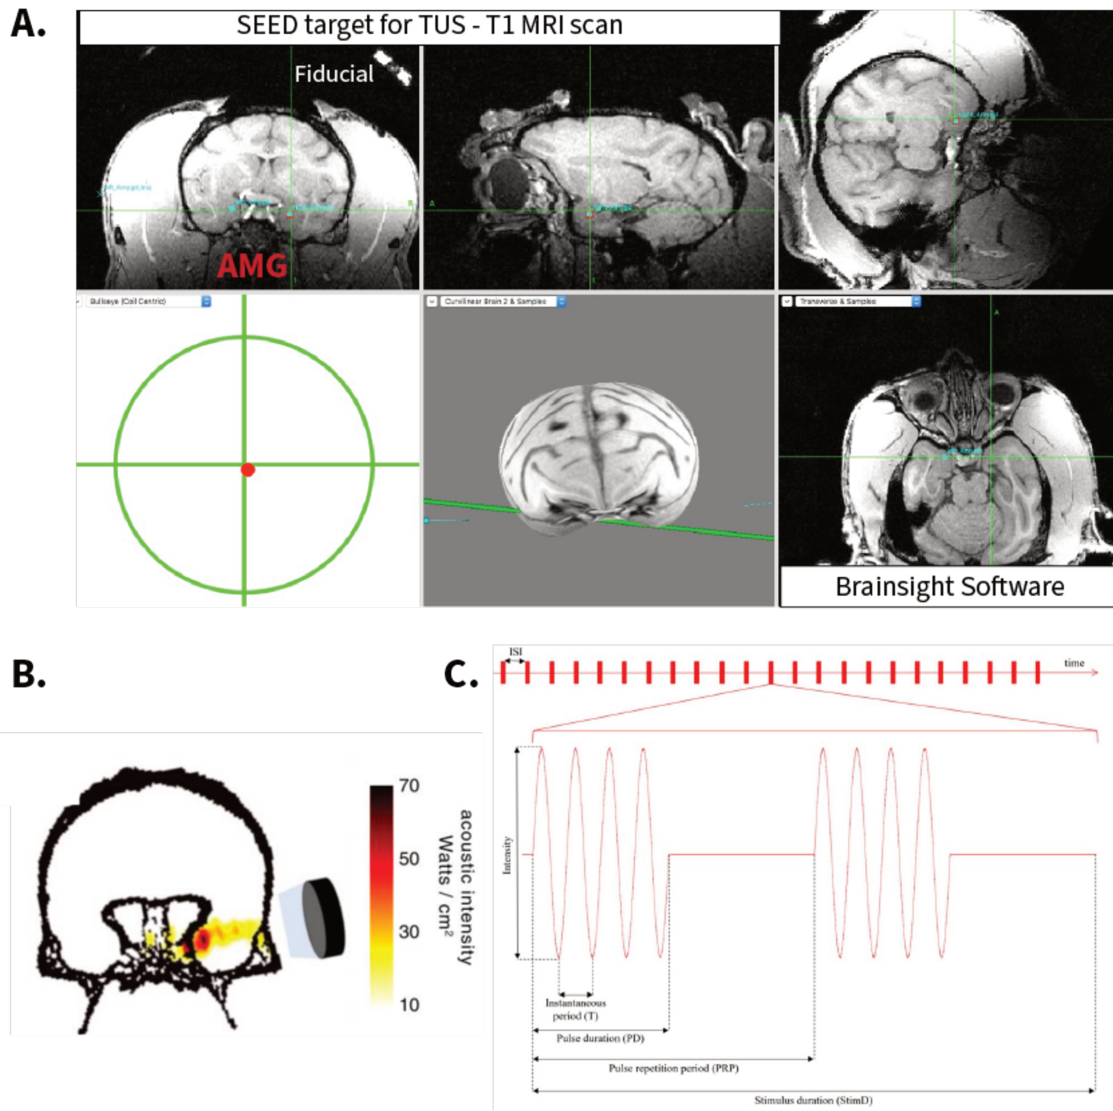 A.
SEED target for TUS - T1 MRI scan
Fiducial
AMG
R
A
Bullseye (Coil Centric)
Curvilinear Brain 2 & Samples
Transverse & Samples
A
Brainsight Software
B.
70
50
30
10
acoustic intensity
Watts / cm²
C.
ISI
time
Intensity
Instantaneous
period (T)
Pulse duration (PD)
Pulse repetition period (PRP)
Stimulus duration (StimD)